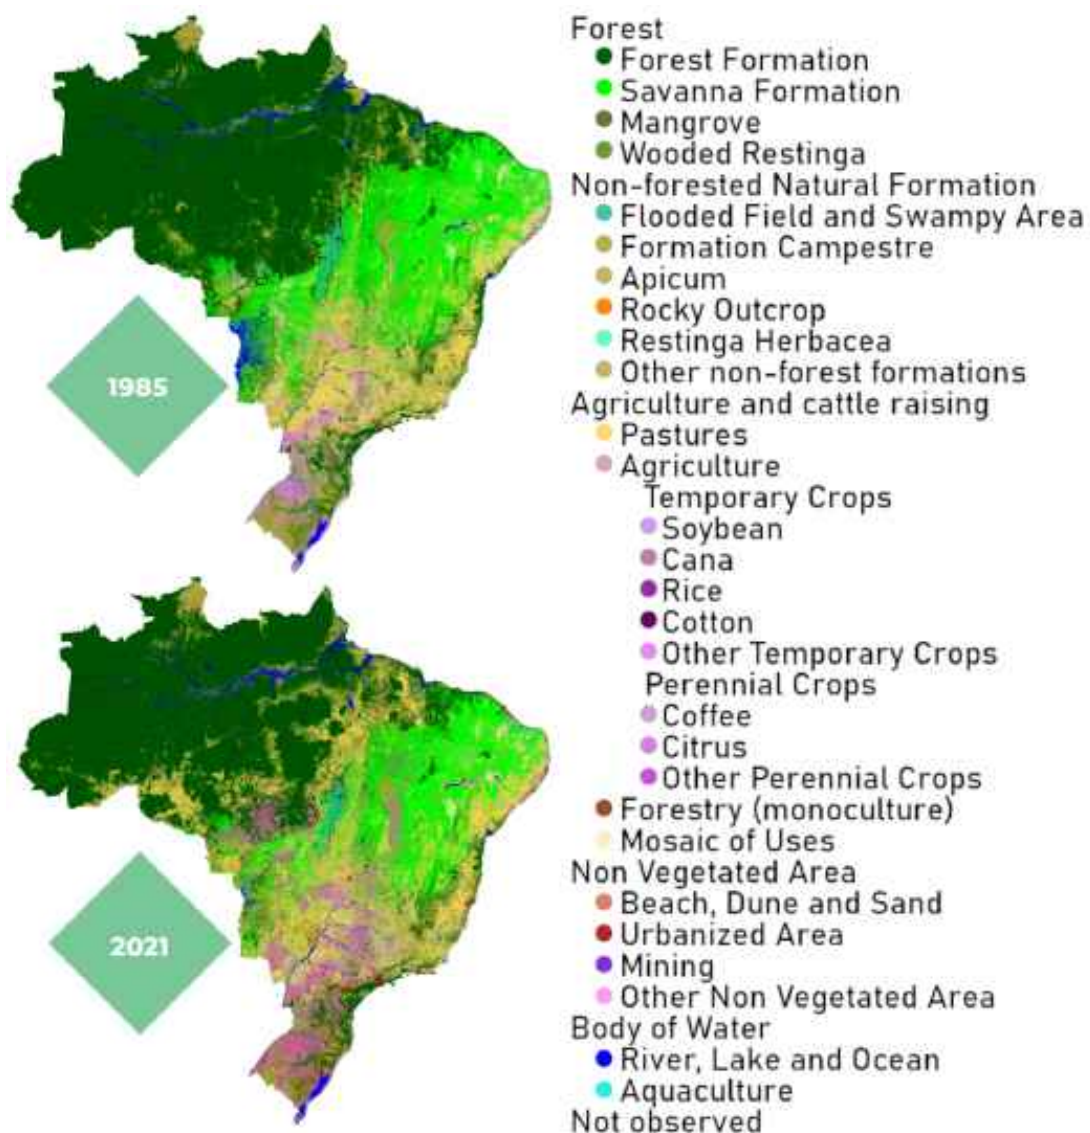 Forest
Forest Formation
Savanna Formation
Mangrove
Wooded Restinga
Non-forested Natural Formation
Flooded Field and Swampy Area
Formation Campestre
Apicum
Rocky Outcrop
Restinga Herbacea
Other non-forest formations
Agriculture and cattle raising
Pastures
Agriculture
Temporary Crops
Soybean
Cana
Rice
Cotton
Other Temporary Crops
Perennial Crops
Coffee
Citrus
Other Perennial Crops
Forestry (monoculture)
Mosaic of Uses
Non Vegetated Area
Beach, Dune and Sand
Urbanized Area
Mining
Other Non Vegetated Area
Body of Water
River, Lake and Ocean
Aquaculture
Not observed
1985
2021